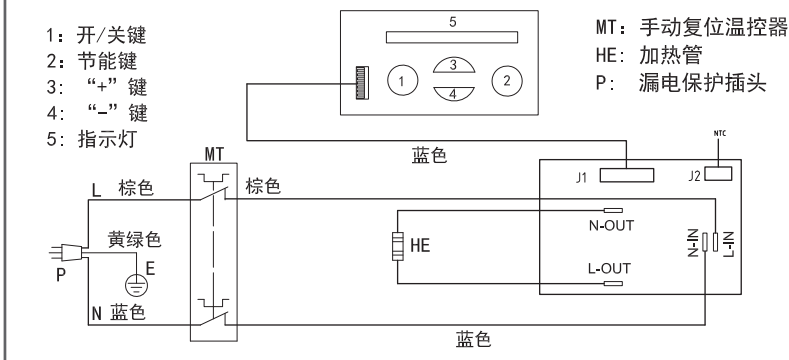 1: 开/关键
2: 节能键
3: “+”键
4: “-”键
5: 指示灯
5
1
3
4
2
MT: 手动复位温控器
HE: 加热管
P: 漏电保护插头
蓝色
NTC
J1
J2
MT
L 棕色
棕色
黄绿色
P
E
N 蓝色
HE
N-OUT
L-OUT
N-IN
L-IN
蓝色